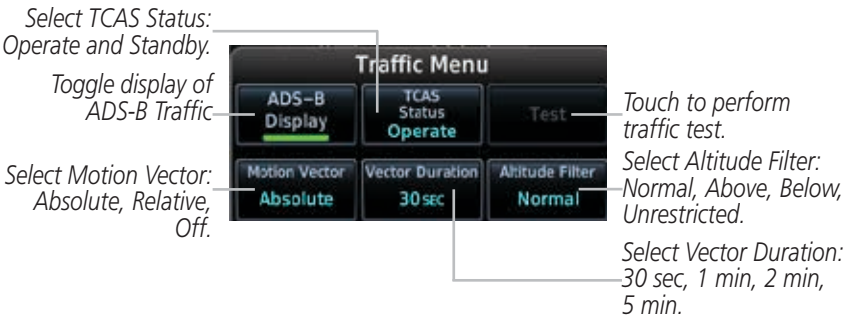 Select TCAS Status:
Operate and Standby.
Toggle display of
ADS-B Traffic
Select Motion Vector:
Absolute, Relative,
Off.
Traffic Menu
ADS-B
Display
TCAS
Status
Operate
Test
Motion Vector
Absolute
Vector Duration
30 SEC
Altitude Filter
Normal
Touch to perform
traffic test.
Select Altitude Filter:
Normal, Above, Below,
Unrestricted.
Select Vector Duration:
30 sec, 1 min, 2 min,
5 min.